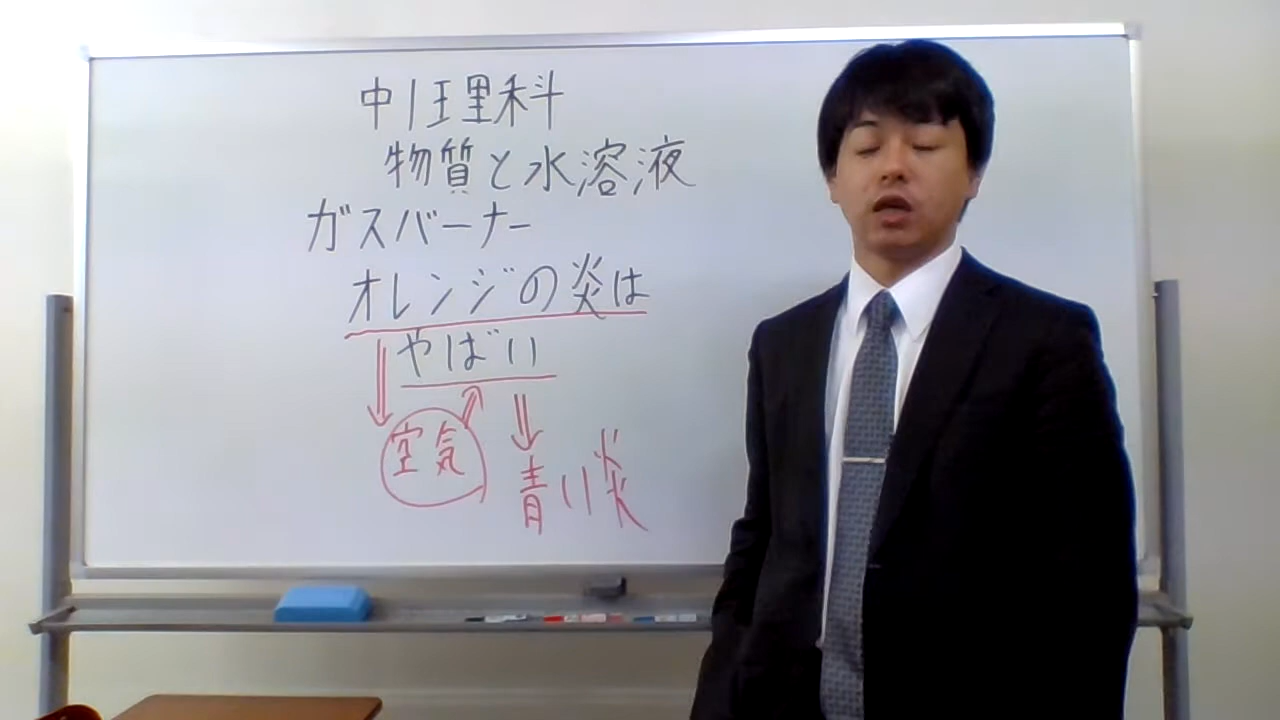 中1理科
物質と水溶液
ガスバーナー
オレンジの炎は
やばい
空気
青い炎